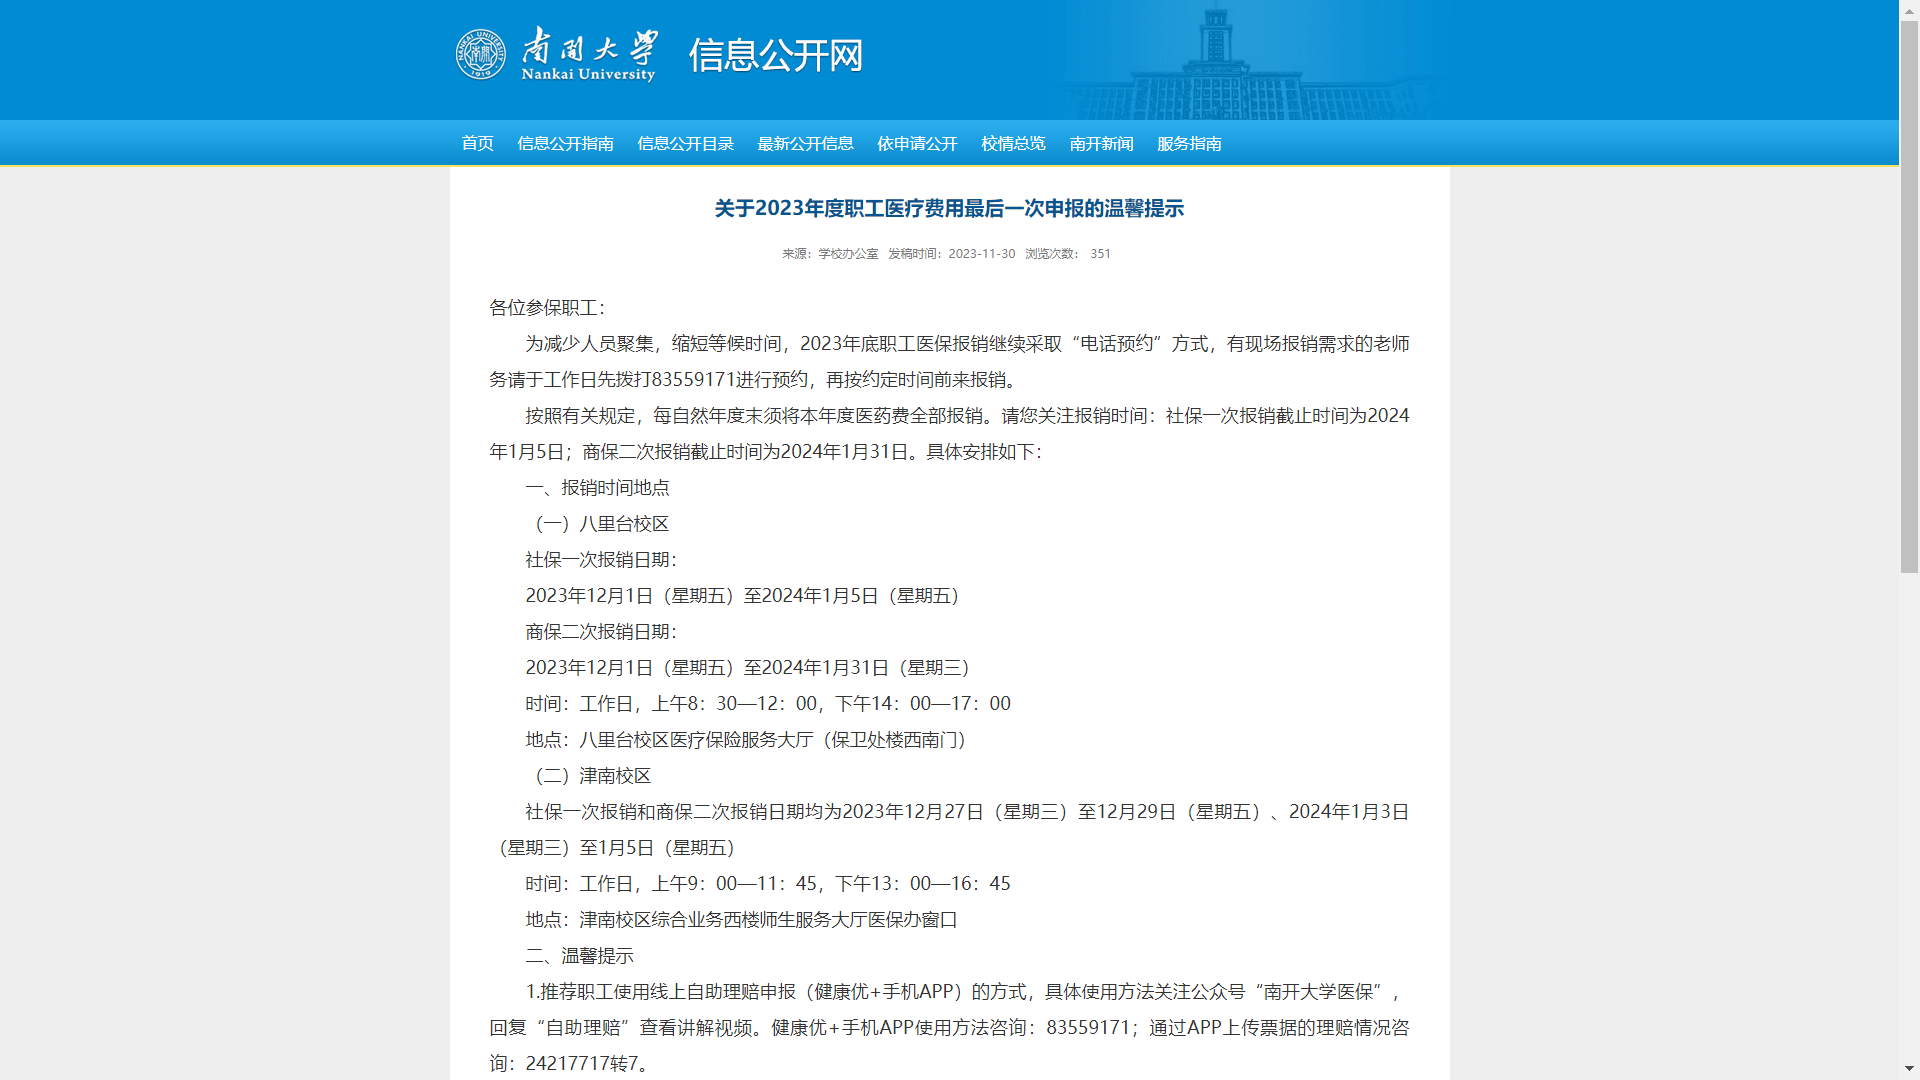 南开大学
Nankai University
信息公开网
NANKAI UNIVERSITY
1919
首页 信息公开指南 信息公开目录 最新公开信息 依申请公开 校情总览 南开新闻 服务指南
关于2023年度职工医疗费用最后一次申报的温馨提示
来源：学校办公室 发稿时间：2023-11-30 浏览次数： 351
各位参保职工：
为减少人员聚集，缩短等候时间，2023年底职工医保报销继续采取“电话预约”方式，有现场报销需求的老师
务请于工作日先拨打83559171进行预约，再按约定时间前来报销。
按照有关规定，每自然年度末须将本年度医药费全部报销。请您关注报销时间：社保一次报销截止时间为2024
年1月5日；商保二次报销截止时间为2024年1月31日。具体安排如下：
一、报销时间地点
（一）八里台校区
社保一次报销日期：
2023年12月1日（星期五）至2024年1月5日（星期五）
商保二次报销日期：
2023年12月1日（星期五）至2024年1月31日（星期三）
时间：工作日，上午8：30—12：00，下午14：00—17：00
地点：八里台校区医疗保险服务大厅（保卫处楼西南门）
（二）津南校区
社保一次报销和商保二次报销日期均为2023年12月27日（星期三）至12月29日（星期五）、2024年1月3日
（星期三）至1月5日（星期五）
时间：工作日，上午9：00—11：45，下午13：00—16：45
地点：津南校区综合业务西楼师生服务大厅医保办窗口
二、温馨提示
1.推荐职工使用线上自助理赔申报（健康优+手机APP）的方式，具体使用方法关注公众号“南开大学医保”，
回复“自助理赔”查看讲解视频。健康优+手机APP使用方法咨询：83559171；通过APP上传票据的理赔情况咨
询：24217717转7。